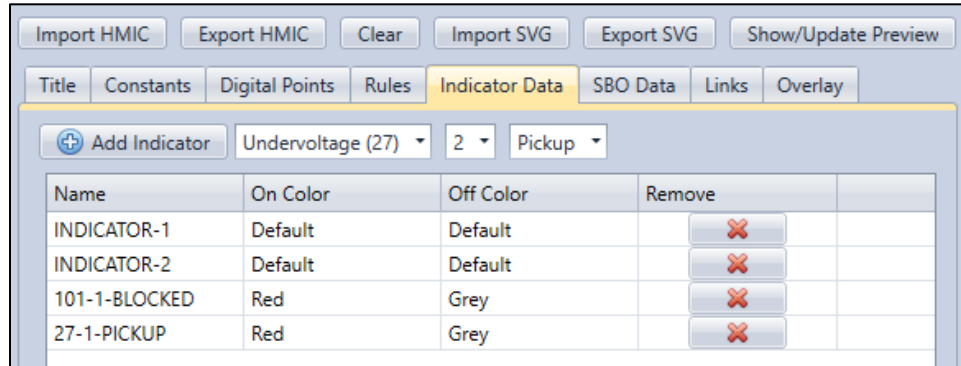 Import HMIC Export HMIC Clear Import SVG Export SVG Show/Update Preview
Title Constants Digital Points Rules Indicator Data SBO Data Links Overlay
Add Indicator Undervoltage (27) 2 Pickup
Name On Color Off Color Remove
INDICATOR-1 Default Default
INDICATOR-2 Default Default
101-1-BLOCKED Red Grey
27-1-PICKUP Red Grey